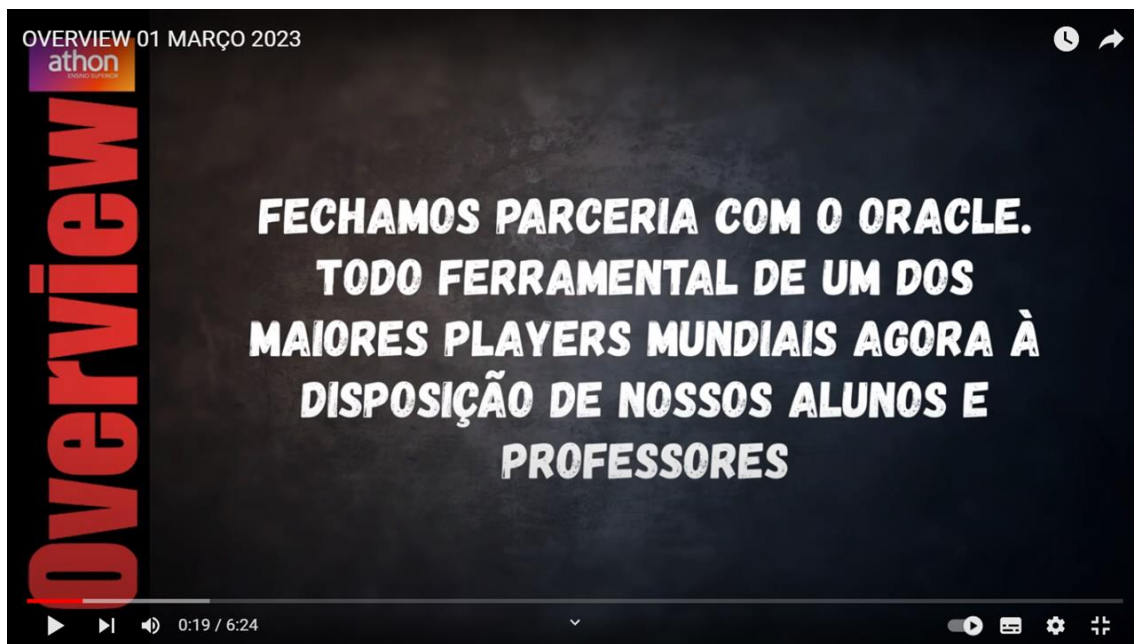 OVERVIEW 01 MARÇO 2023
athon
ENSINO SUPERIOR
Overview
FECHAMOS PARCERIA COM O ORACLE.
TODO FERRAMENTAL DE UM DOS
MAIORES PLAYERS MUNDIAIS AGORA À
DISPOSIÇÃO DE NOSSOS ALUNOS E
PROFESSORES
0:19 / 6:24